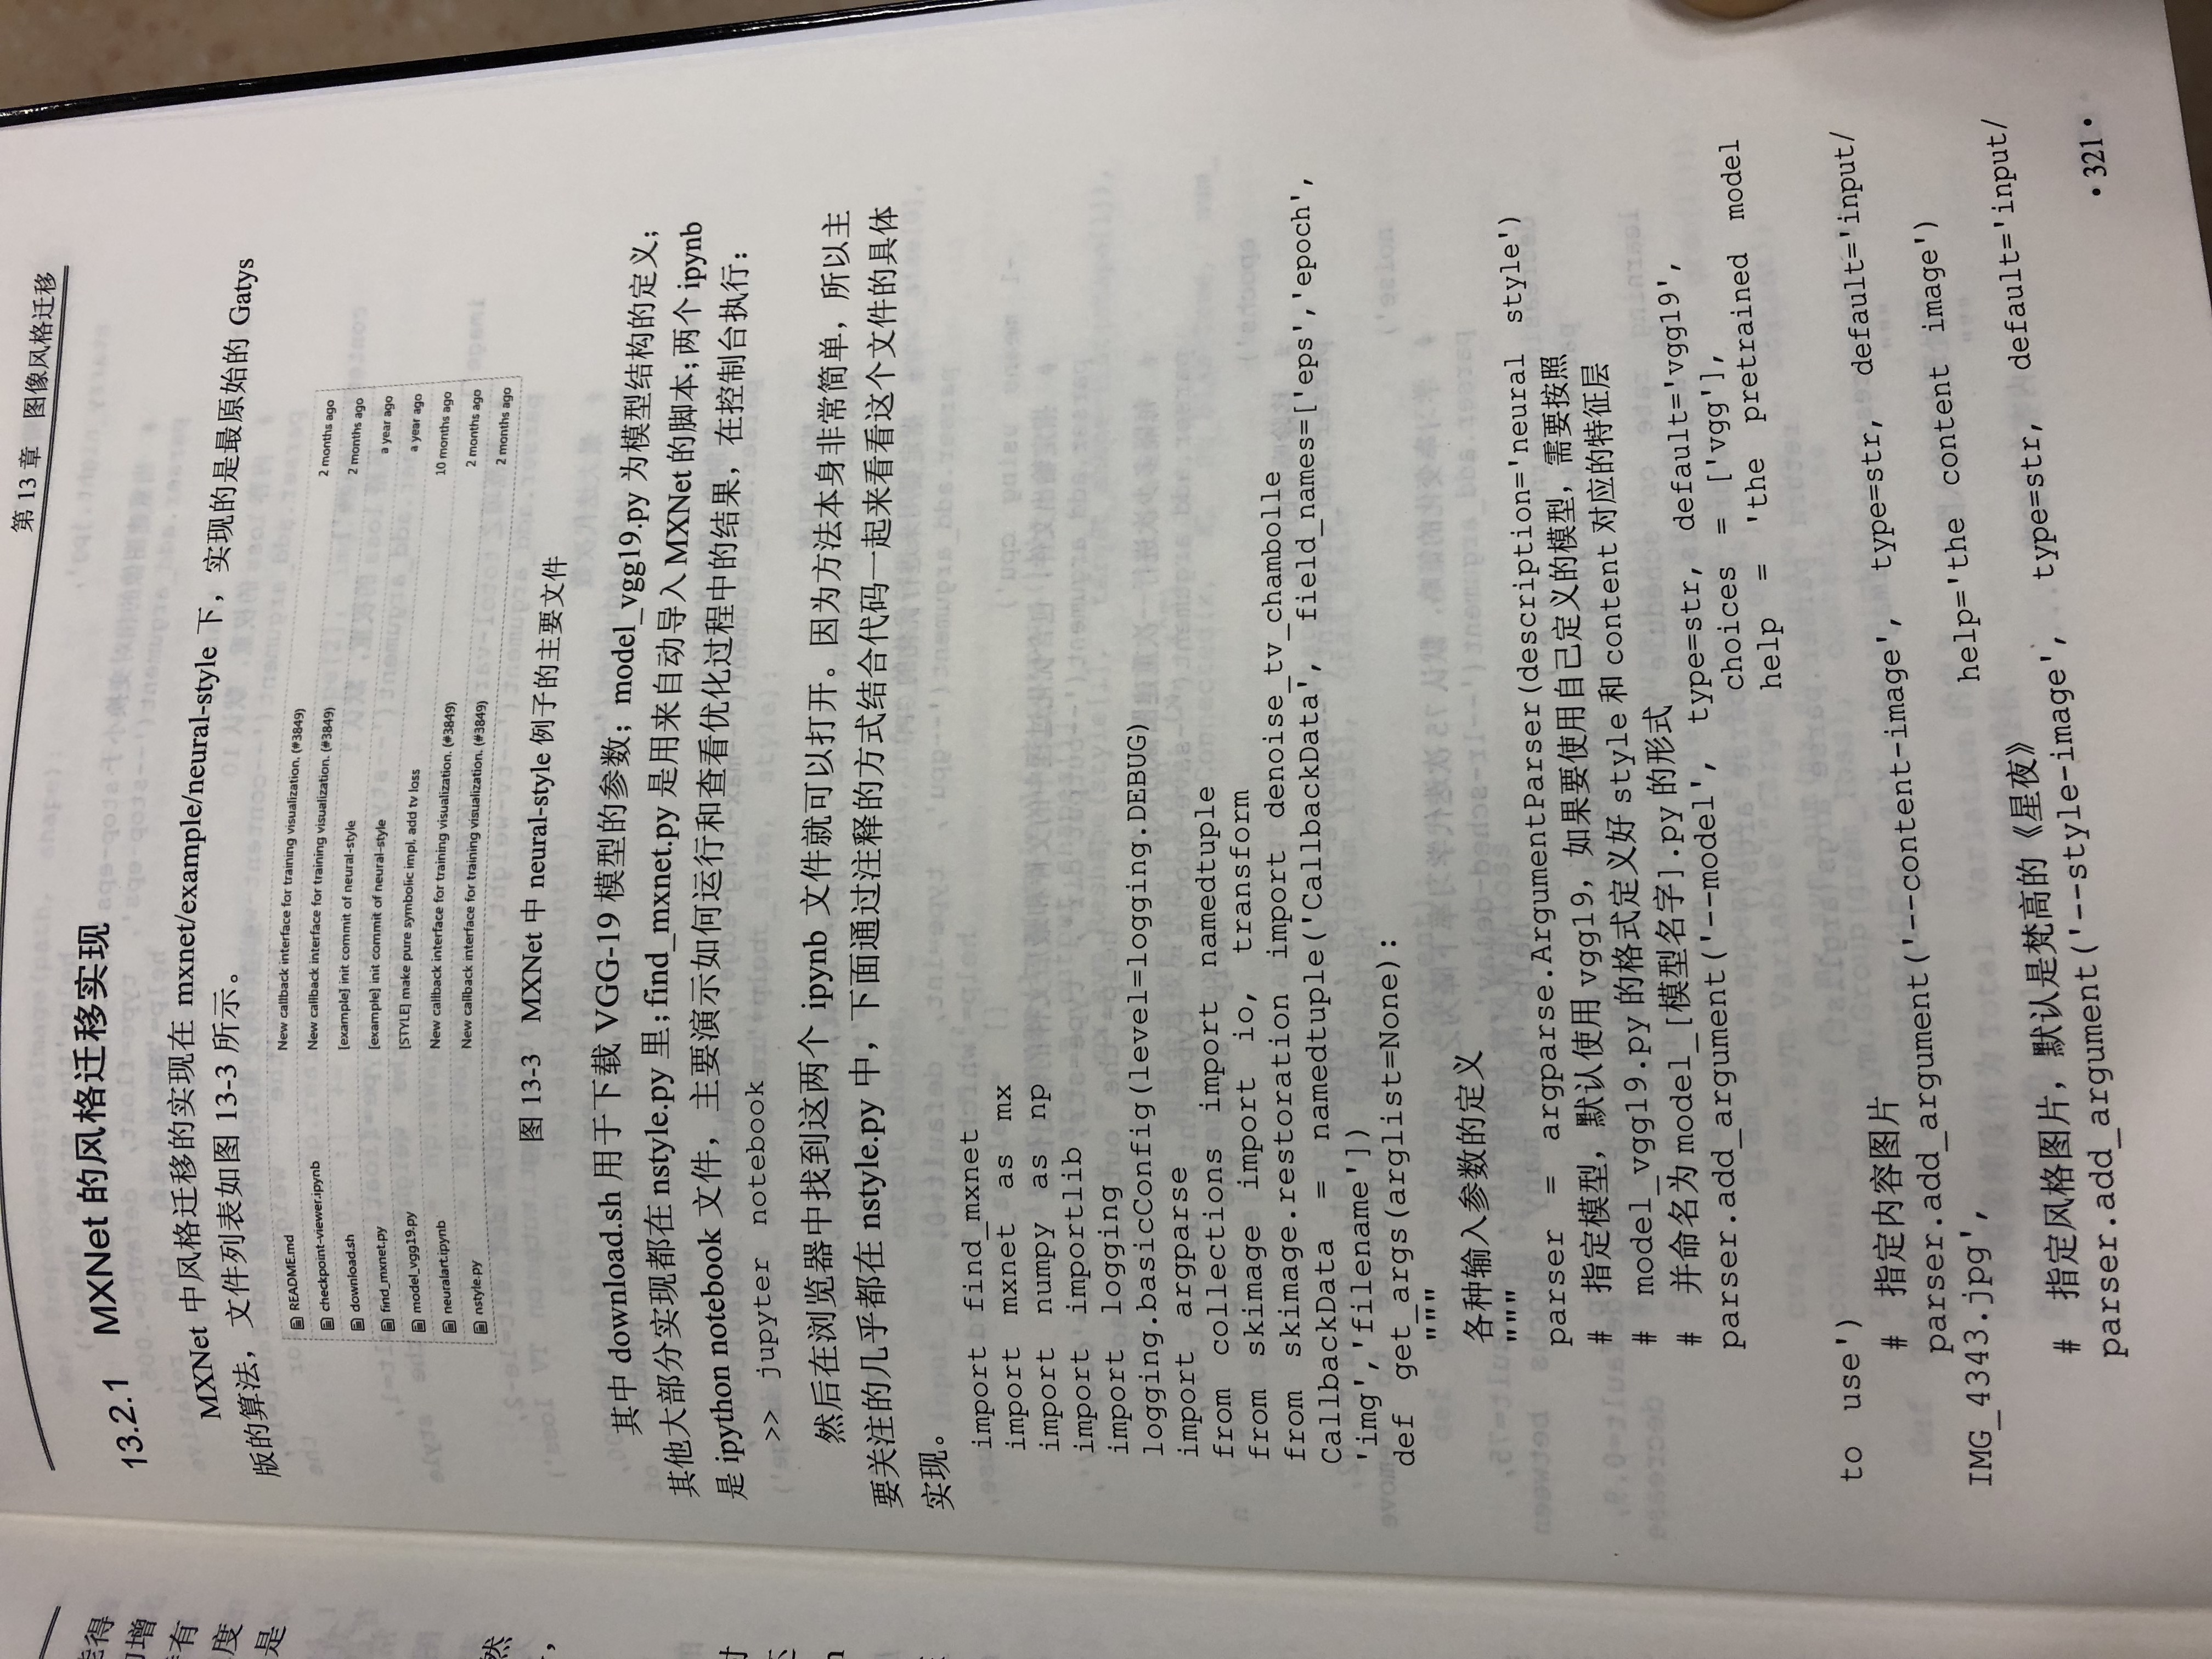 第 13 章 图像风格迁移
13.2.1 MXNet 的风格迁移实现
MXNet 中风格迁移的实现在 mxnet/example/neural-style 下，实现的是最原始的 Gatys
版的算法，文件列表如图 13-3 所示。
README.md New callback interface for training visualization. (#3849) 2 months ago
checkpoint-viewer.ipynb New callback interface for training visualization. (#3849) 2 months ago
download.sh [example] init commit of neural-style a year ago
find_mxnet.py [example] init commit of neural-style a year ago
model_vgg19.py [STYLE] make pure symbolic impl, add tv loss 10 months ago
neuralart.ipynb New callback interface for training visualization. (#3849) 2 months ago
nstyle.py New callback interface for training visualization. (#3849) 2 months ago
图 13-3 MXNet 中 neural-style 例子的主要文件
其中 download.sh 用于下载 VGG-19 模型的参数；model_vgg19.py 为模型结构的定义；
其他大部分实现都在 nstyle.py 里；find_mxnet.py 是用来自动导入 MXNet 的脚本；两个 ipynb
是 ipython notebook 文件，主要演示如何运行和查看优化过程中的结果，在控制台执行：
>> jupyter notebook
然后在浏览器中找到这两个 ipynb 文件就可以打开。因为方法本身非常简单，所以主
要关注的几乎都在 nstyle.py 中，下面通过注释的方式结合代码一起来看看这个文件的具体
实现。
import find_mxnet
import mxnet as mx
import numpy as np
import importlib
import logging
logging.basicConfig(level=logging.DEBUG)
import argparse
from collections import namedtuple
from skimage import io, transform
from skimage.restoration import denoise_tv_chambolle
CallbackData = namedtuple('CallbackData', field_names=['eps','epoch',
'img','filename'])
def get_args(arglist=None):
"""
各种输入参数的定义
"""
parser = argparse.ArgumentParser(description='neural style')
# 指定模型，默认使用 vgg19，如果要使用自己定义的模型，需要按照
# model_vgg19.py 的格式定义好 style 和 content 对应的特征层
# 并命名为 model_[模型名字].py 的形式
parser.add_argument('--model', type=str, default='vgg19',
choices = ['vgg'],
help = 'the pretrained model
to use')
# 指定内容图片
parser.add_argument('--content-image', type=str, default='input/
IMG_4343.jpg',
help='the content image')
# 指定风格图片，默认是梵高的《星夜》
parser.add_argument('--style-image', type=str, default='input/
• 321 •